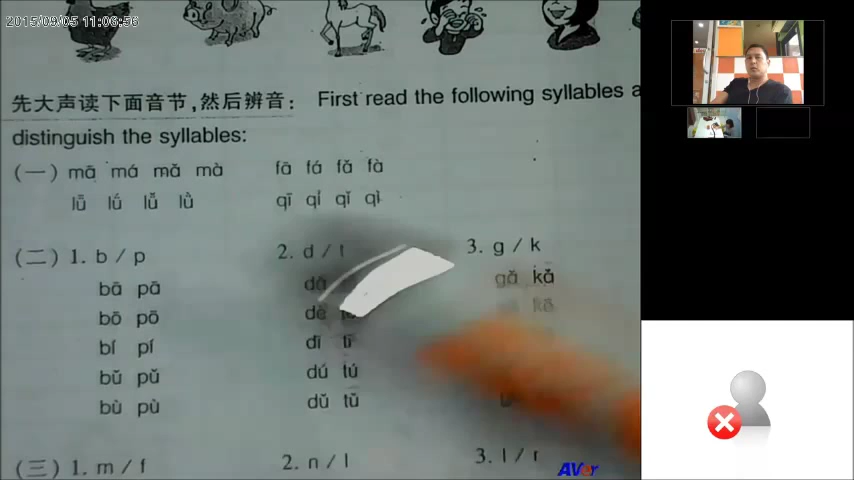 2015/09/05 11:06:56
先大声读下面音节,然后辨音: First read the following syllables a
distinguish the syllables:
(一) mā má mǎ mà fā fá fǎ fà
lǖ lǘ lǚ lǜ qī qí qǐ qì
(二) 1. b / p 2. d / t 3. g / k
bā pā gǎ kǎ
bō pō
bí pí dī tī
bǔ pǔ dú tú
bù pù dǔ tǔ
(三) 1. m / f 2. n / l 3. l / r
AVer